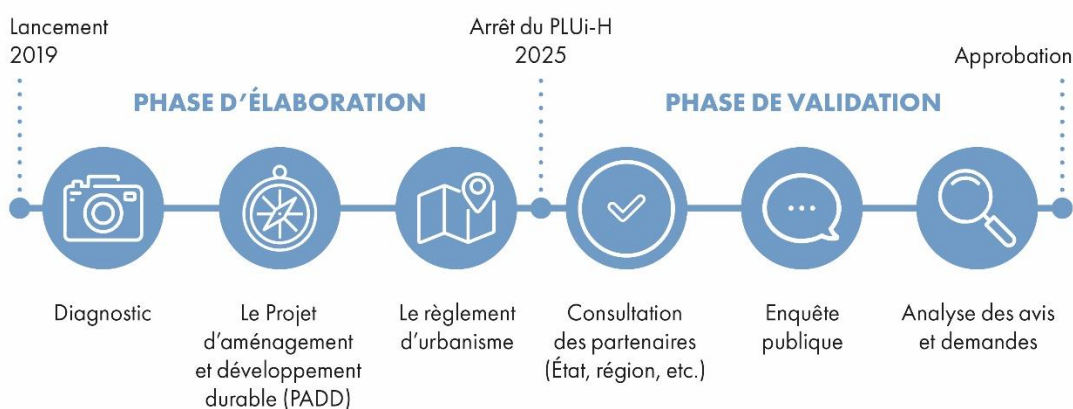 Lancement
2019
Arrêt du PLUi-H
2025
Approbation
PHASE D'ÉLABORATION
PHASE DE VALIDATION
Diagnostic
Le Projet
d'aménagement
et développement
durable (PADD)
Le règlement
d'urbanisme
Consultation
des partenaires
(État, région, etc.)
Enquête
publique
Analyse des avis
et demandes